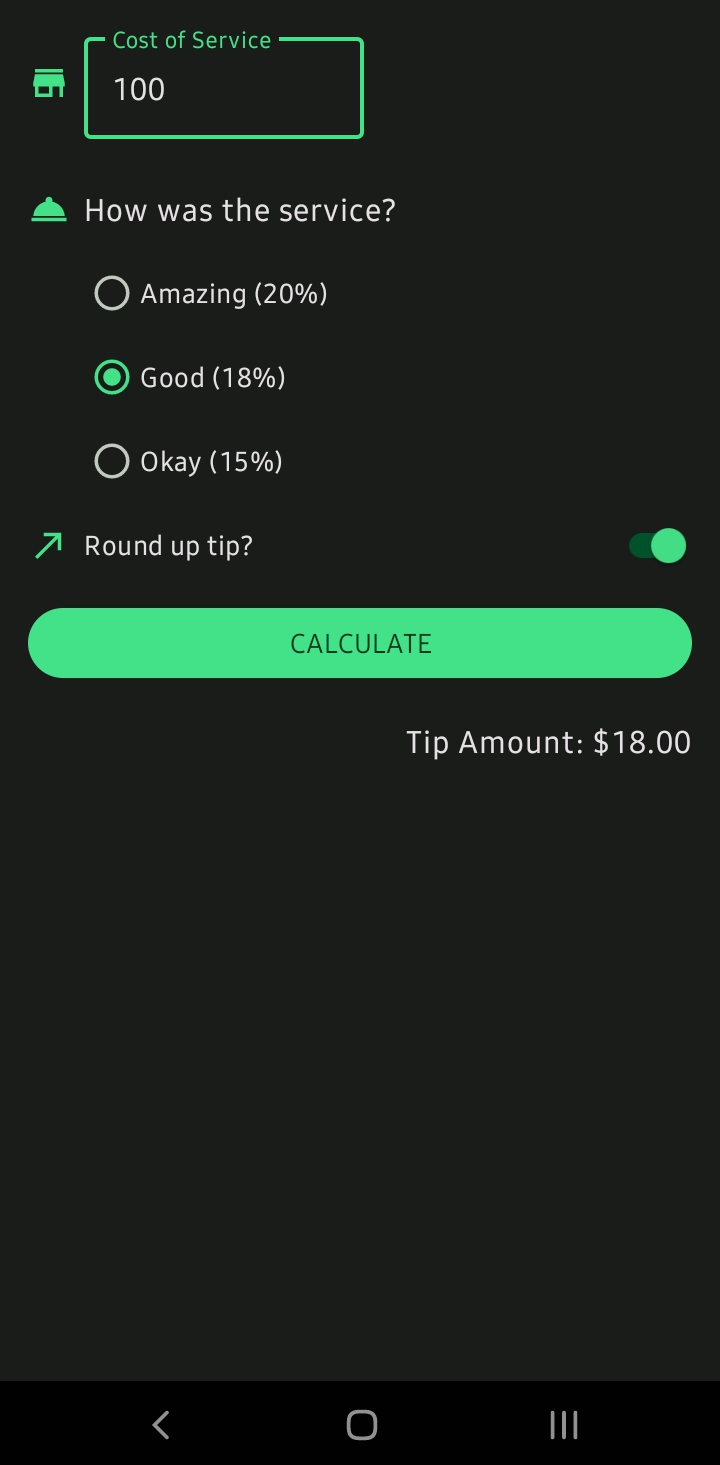 Cost of Service
100
How was the service?
Amazing (20%)
Good (18%)
Okay (15%)
Round up tip?
CALCULATE
Tip Amount: $18.00